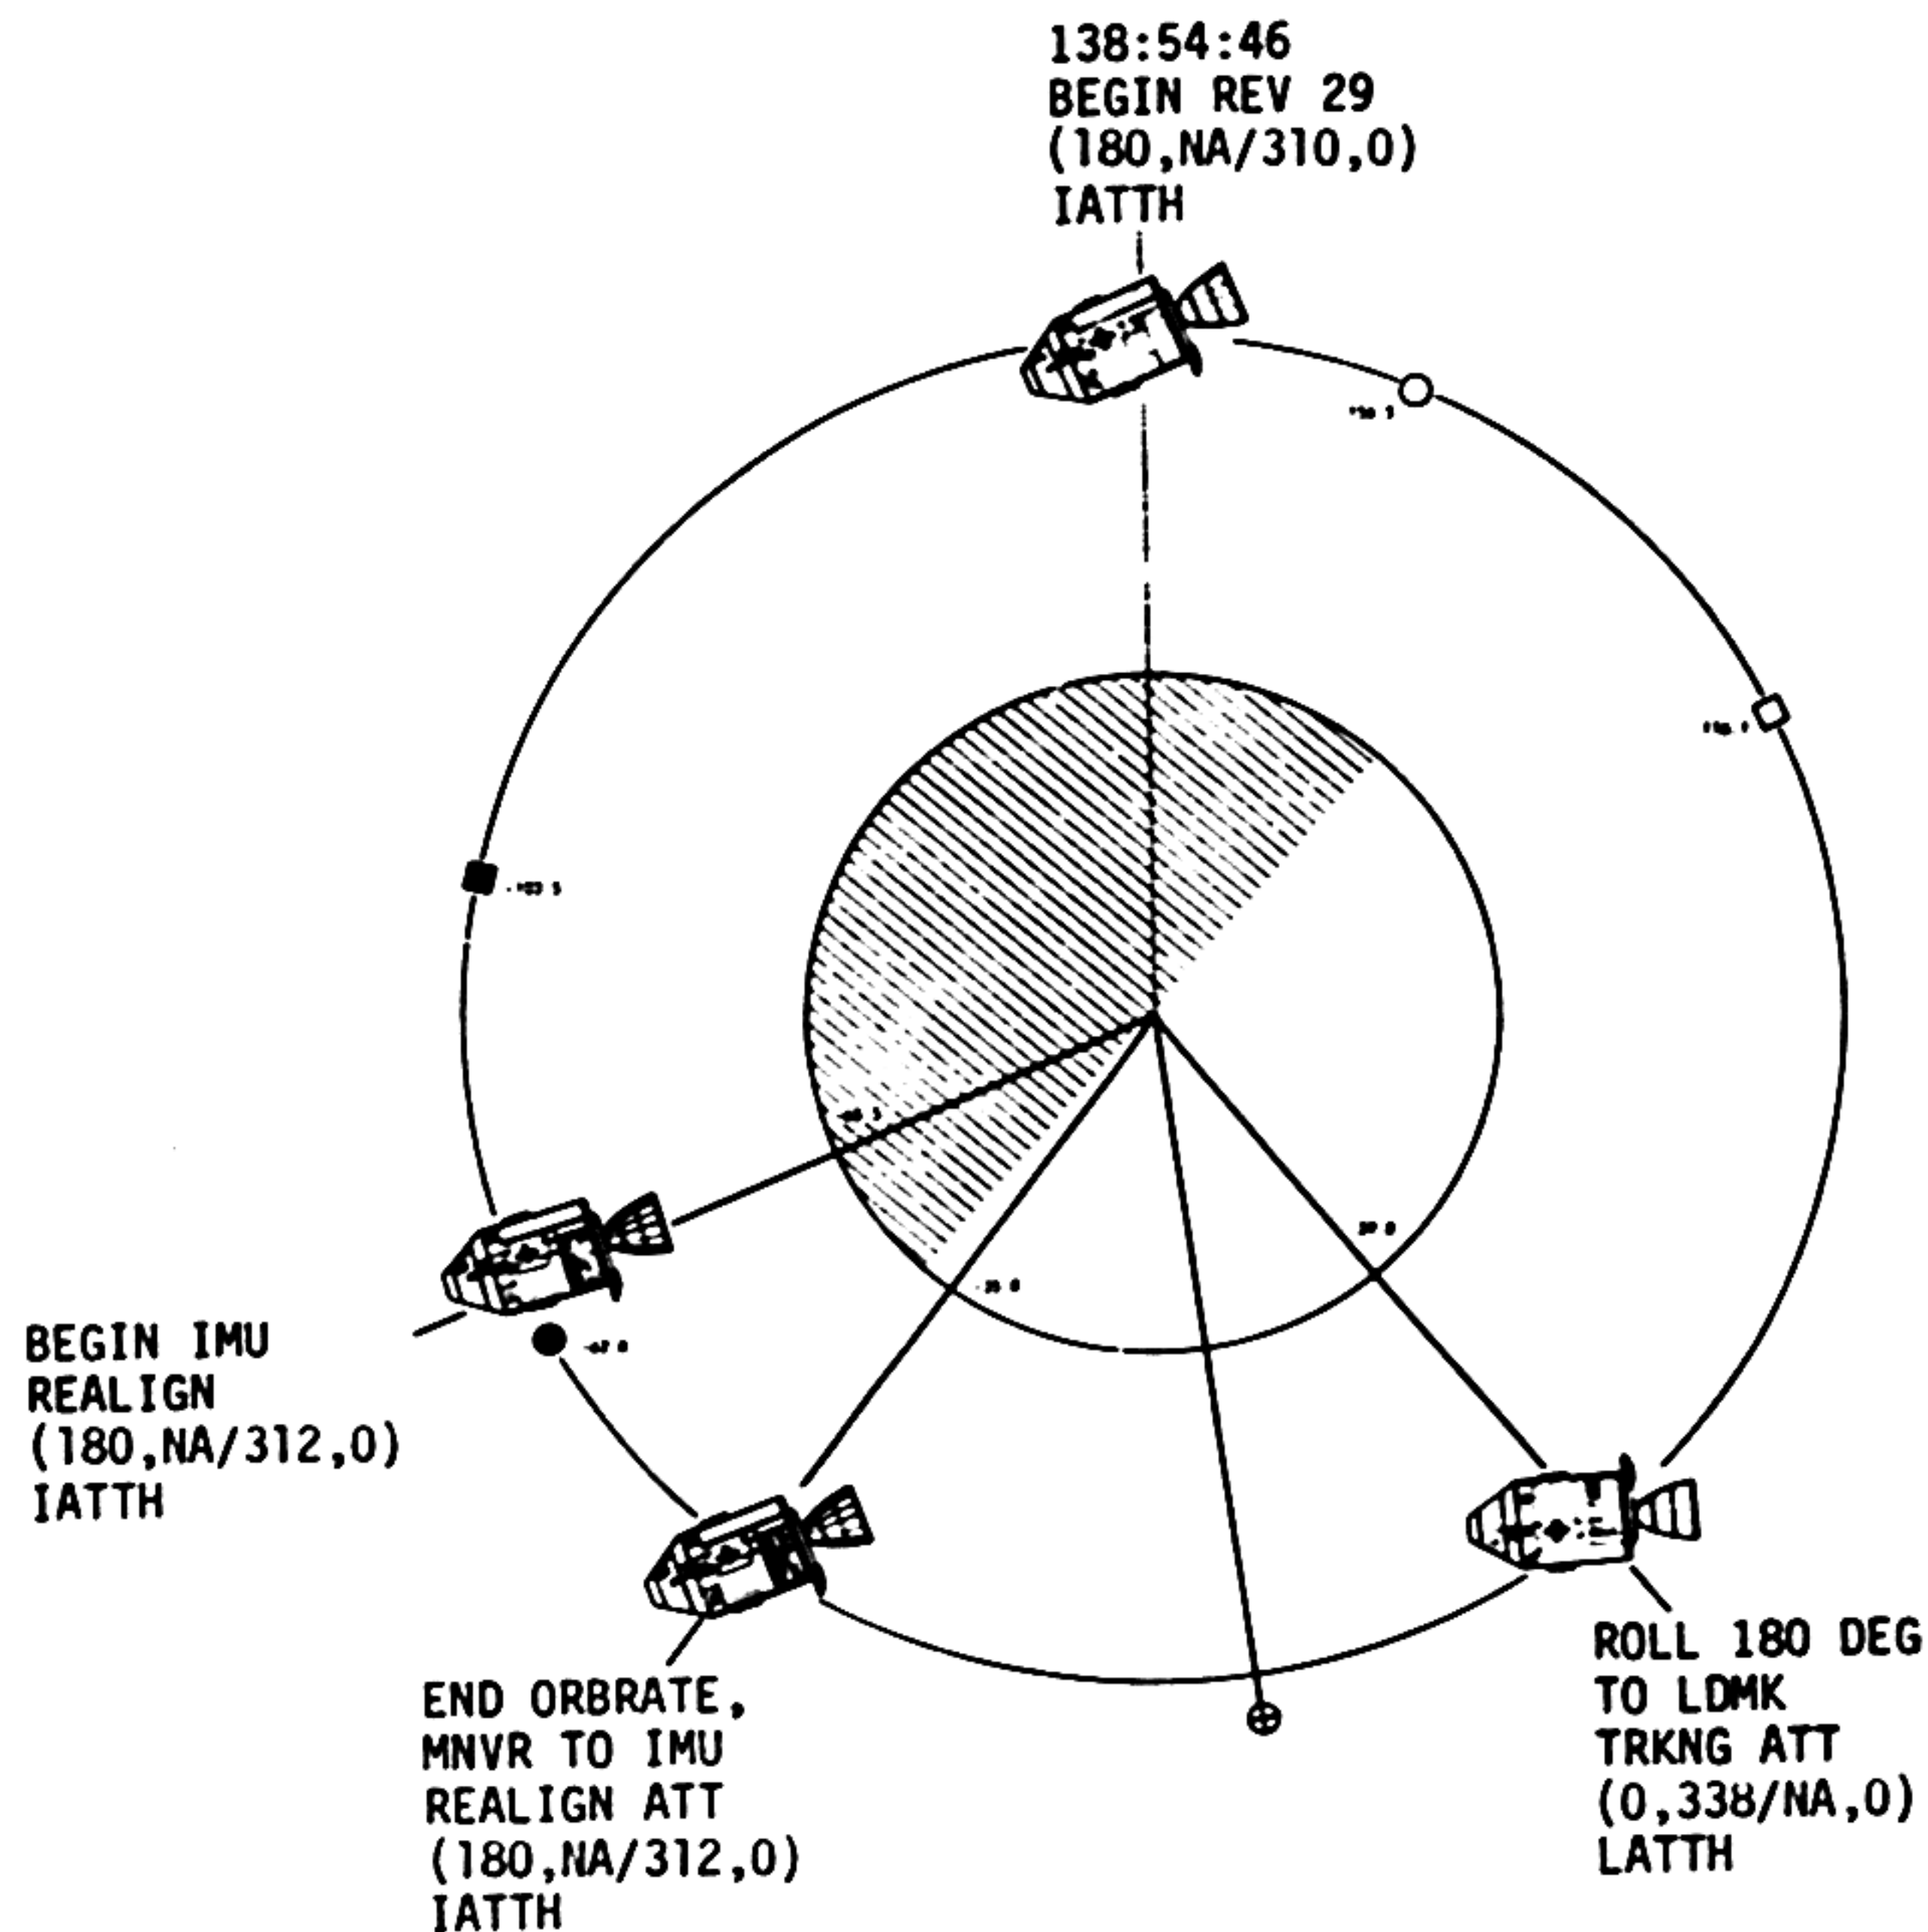 138:54:46
BEGIN REV 29
(180,NA/310,0)
IATTH
BEGIN IMU
REALIGN
(180,NA/312,0)
IATTH
END ORBRATE,
MNVR TO IMU
REALIGN ATT
(180,NA/312,0)
IATTH
ROLL 180 DEG
TO LDMK
TRKNG ATT
(0,338/NA,0)
LATTH